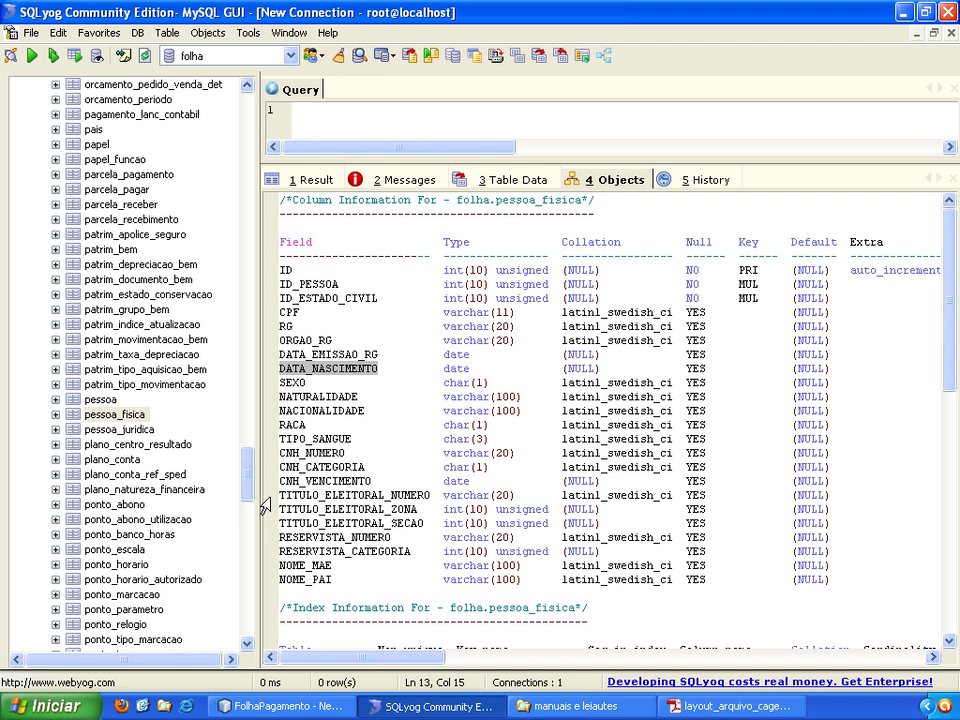 SQLyog Community Edition- MySQL GUI - [New Connection - root@localhost]
File Edit Favorites DB Table Objects Tools Window Help
folha
orcamento_pedido_venda_det
orcamento_periodo
pagamento_lanc_contabil
pais
papel
papel_funcao
parcela_pagamento
parcela_pagar
parcela_receber
parcela_recebimento
patrim_apolice_seguro
patrim_bem
patrim_depreciacao_bem
patrim_documento_bem
patrim_estado_conservacao
patrim_grupo_bem
patrim_indice_atualizacao
patrim_movimentacao_bem
patrim_taxa_depreciacao
patrim_tipo_aquisicao_bem
patrim_tipo_movimentacao
pessoa
pessoa_fisica
pessoa_juridica
plano_centro_resultado
plano_conta
plano_conta_ref_sped
plano_natureza_financeira
ponto_abono
ponto_abono_utilizacao
ponto_banco_horas
ponto_escala
ponto_horario
ponto_horario_autorizado
ponto_marcacao
ponto_parametro
ponto_relogio
ponto_tipo_marcacao
Query
1
1 Result 2 Messages 3 Table Data 4 Objects 5 History
/*Column Information For - folha.pessoa_fisica*/
Field Type Collation Null Key Default Extra
ID int(10) unsigned (NULL) NO PRI (NULL) auto_increment
ID_PESSOA int(10) unsigned (NULL) NO MUL (NULL)
ID_ESTADO_CIVIL int(10) unsigned (NULL) NO MUL (NULL)
CPF varchar(11) latin1_swedish_ci YES (NULL)
RG varchar(20) latin1_swedish_ci YES (NULL)
ORGAO_RG varchar(20) latin1_swedish_ci YES (NULL)
DATA_EMISSAO_RG date (NULL) YES (NULL)
DATA_NASCIMENTO date (NULL) YES (NULL)
SEXO char(1) latin1_swedish_ci YES (NULL)
NATURALIDADE varchar(100) latin1_swedish_ci YES (NULL)
NACIONALIDADE varchar(100) latin1_swedish_ci YES (NULL)
RACA char(1) latin1_swedish_ci YES (NULL)
TIPO_SANGUE char(3) latin1_swedish_ci YES (NULL)
CNH_NUMERO varchar(20) latin1_swedish_ci YES (NULL)
CNH_CATEGORIA char(1) latin1_swedish_ci YES (NULL)
CNH_VENCIMENTO date (NULL) YES (NULL)
TITULO_ELEITORAL_NUMERO varchar(20) latin1_swedish_ci YES (NULL)
TITULO_ELEITORAL_ZONA int(10) unsigned (NULL) YES (NULL)
TITULO_ELEITORAL_SECAO int(10) unsigned (NULL) YES (NULL)
RESERVISTA_NUMERO varchar(20) latin1_swedish_ci YES (NULL)
RESERVISTA_CATEGORIA int(10) unsigned (NULL) YES (NULL)
NOME_MAE varchar(100) latin1_swedish_ci YES (NULL)
NOME_PAI varchar(100) latin1_swedish_ci YES (NULL)
/*Index Information For - folha.pessoa_fisica*/
http://www.webyog.com 0 ms 0 row(s) Ln 13, Col 15 Connections : 1 Developing SQLyog costs real money. Get Enterprise!
Iniciar FolhaPagamento - Ne... SQLyog Community E... manuais e leiautes layout_arquivo_cage...